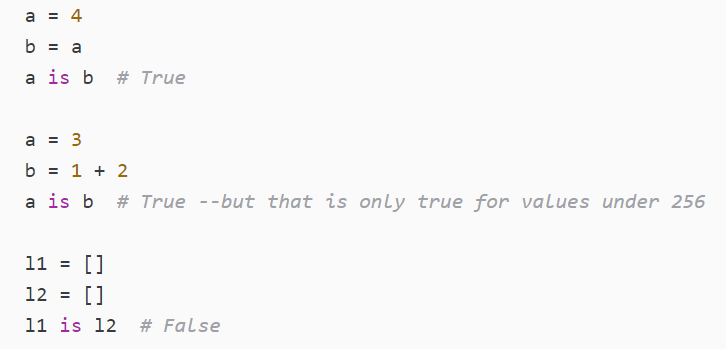 a = 4
b = a
a is b  # True

a = 3
b = 1 + 2
a is b  # True --but that is only true for values under 256

l1 = []
l2 = []
l1 is l2  # False